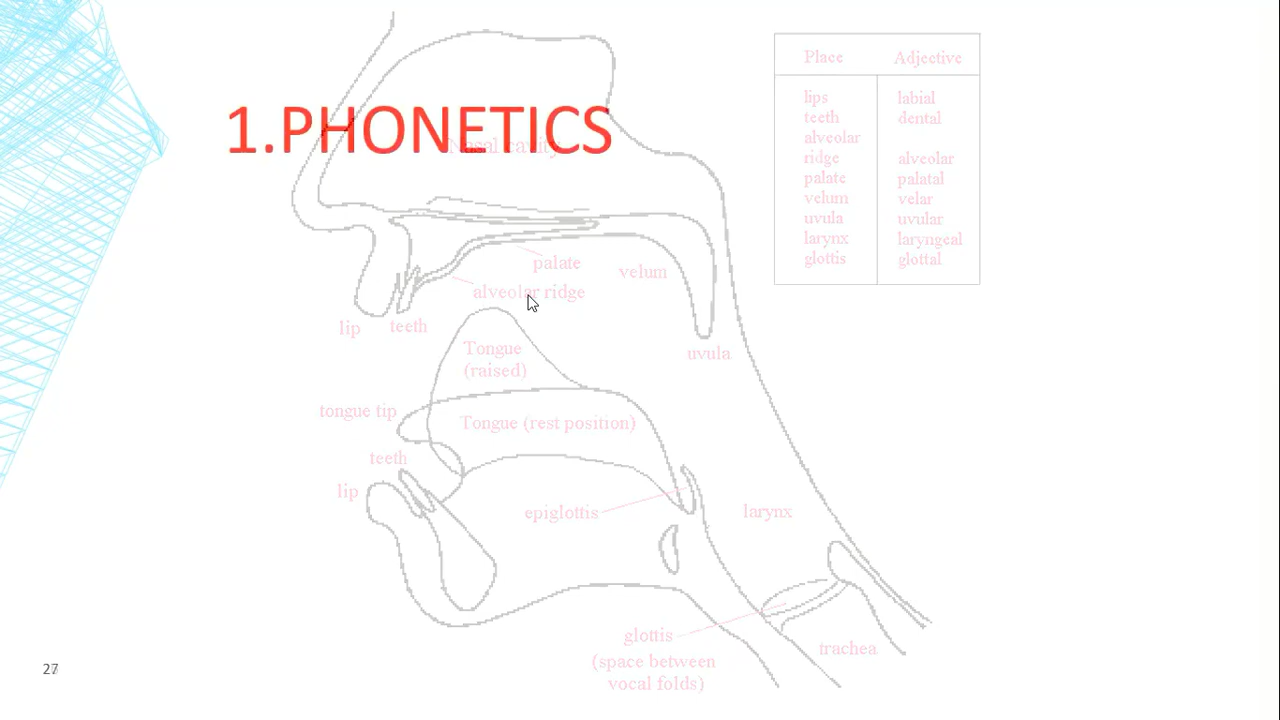 1.PHONETICS
Nasal cavity
Place Adjective
lips labial
teeth dental
alveolar
ridge alveolar
palate palatal
velum velar
uvula uvular
larynx laryngeal
glottis glottal
palate
velum
alveolar ridge
lip
teeth
uvula
Tongue
(raised)
tongue tip
Tongue (rest position)
teeth
lip
epiglottis
larynx
glottis
(space between
vocal folds)
trachea